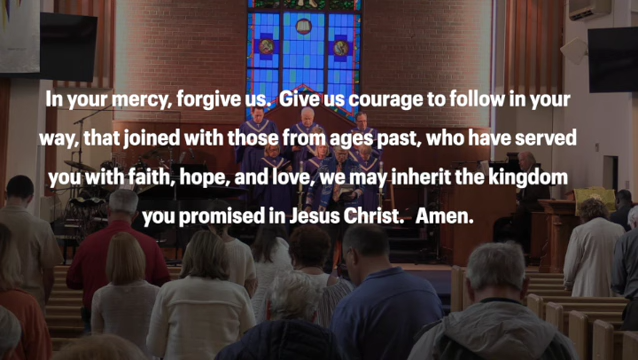 In your mercy, forgive us.  Give us courage to follow in your
way, that joined with those from ages past, who have served
you with faith, hope, and love, we may inherit the kingdom
you promised in Jesus Christ.   Amen.